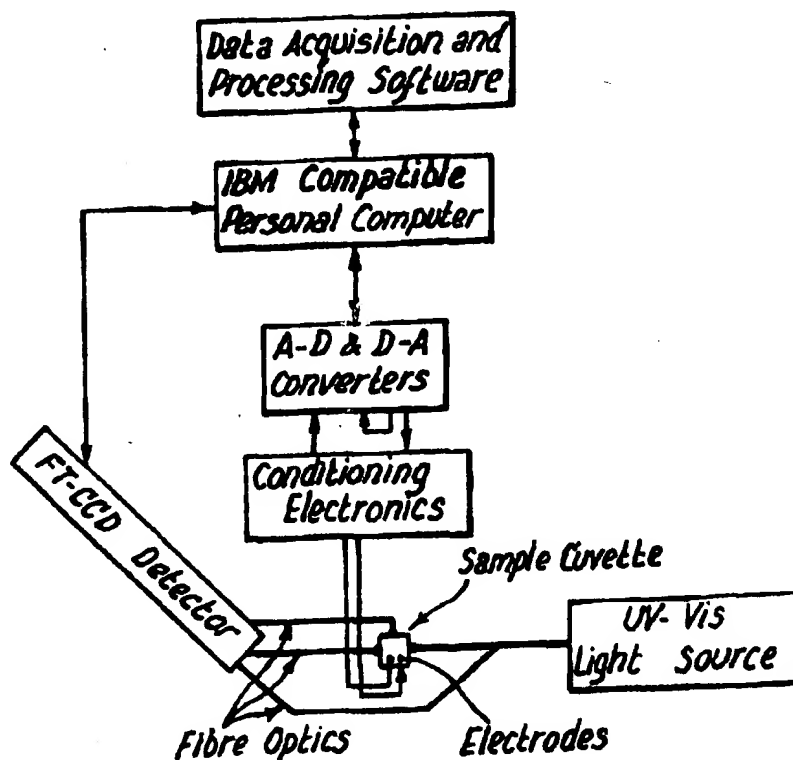 Data Acquisition and
Processing Software
IBM Compatible
Personal Computer
A-D & D-A
Converters
Conditioning
Electronics
FT-CCD Detector
Sample Cuvette
UV-Vis
Light Source
Fibre Optics
Electrodes